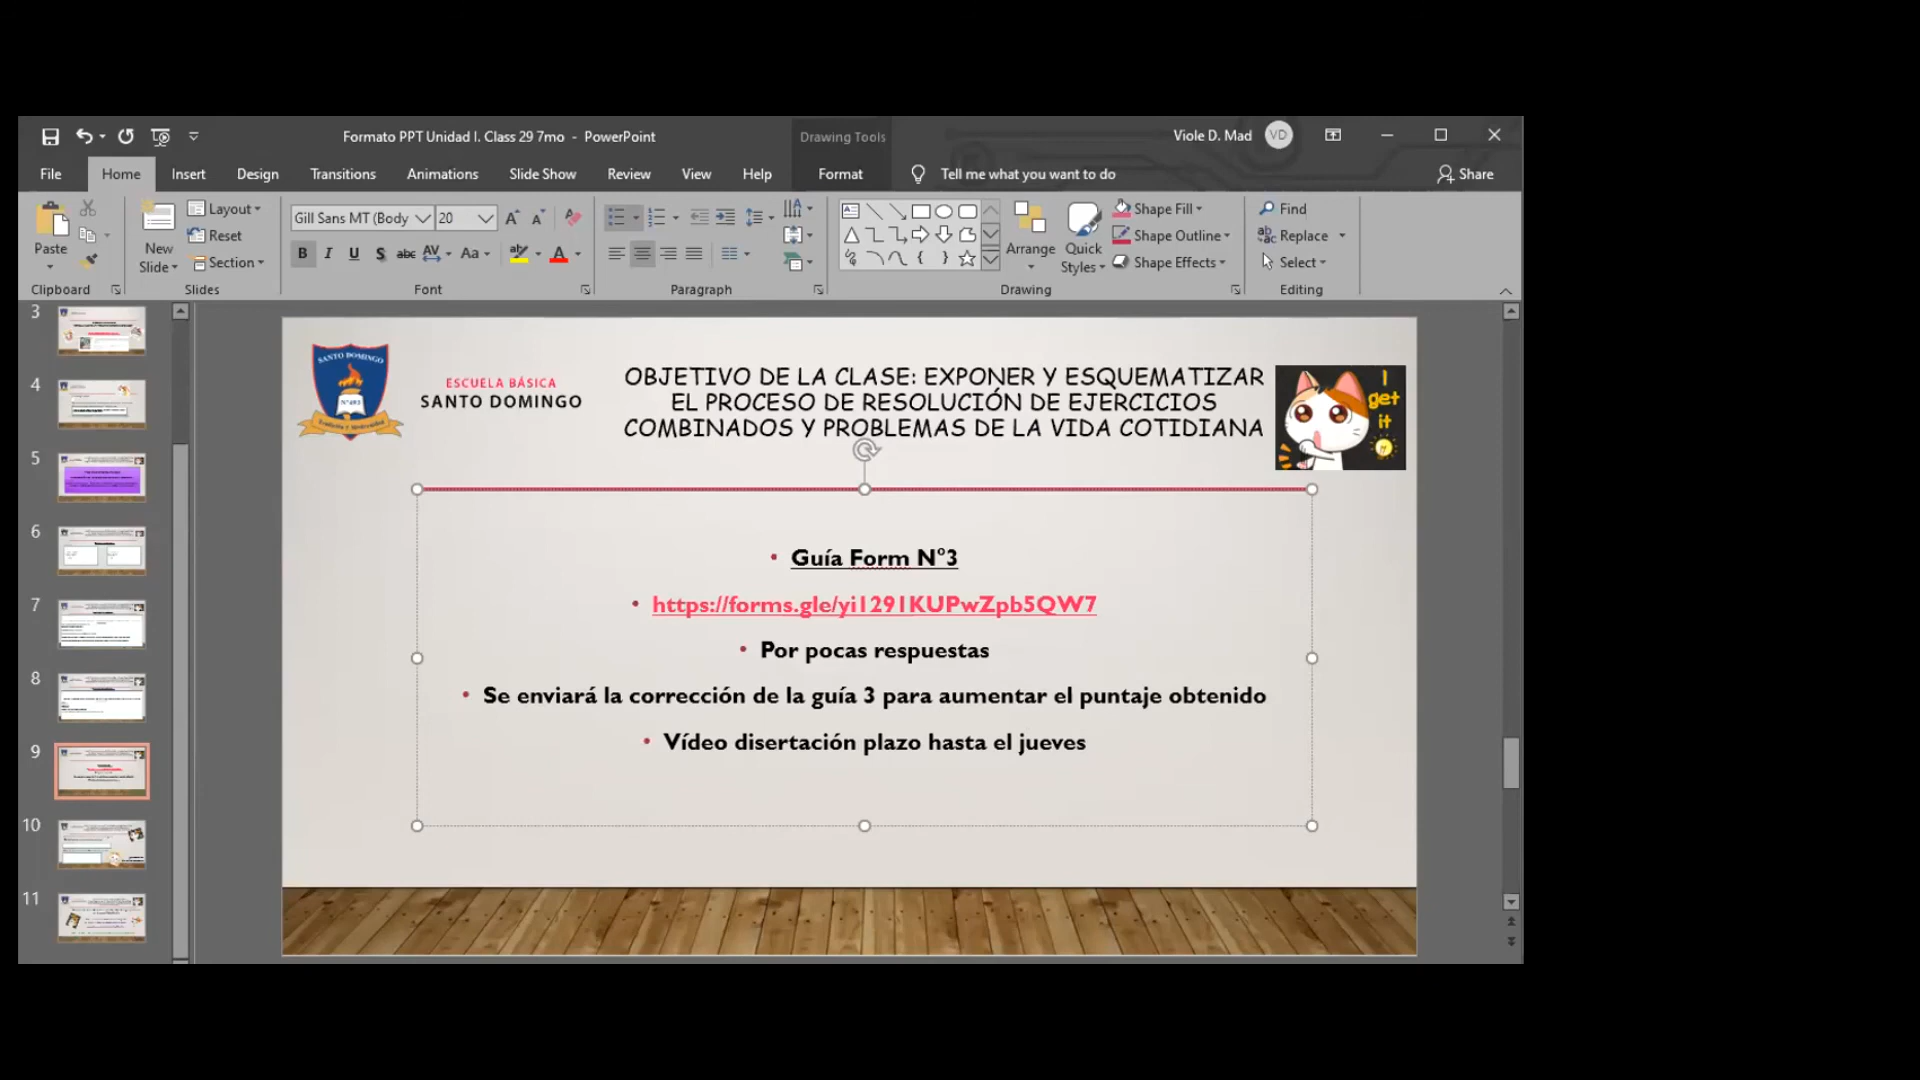 Formato PPT Unidad I. Class 29 7mo - PowerPoint
Drawing Tools
Viole D. Mad
VD
File
Home
Insert
Design
Transitions
Animations
Slide Show
Review
View
Help
Format
Tell me what you want to do
Share
Paste
New
Slide
Layout
Reset
Section
Gill Sans MT (Body
20
Arrange
Quick
Styles
Shape Fill
Shape Outline
Shape Effects
Find
Replace
Select
Clipboard
Slides
Font
Paragraph
Drawing
Editing
3
4
5
6
7
8
9
10
11
SANTO DOMINGO
ESCUELA BÁSICA
SANTO DOMINGO
OBJETIVO DE LA CLASE: EXPONER Y ESQUEMATIZAR
EL PROCESO DE RESOLUCIÓN DE EJERCICIOS
COMBINADOS Y PROBLEMAS DE LA VIDA COTIDIANA
I
get
it
• Guía Form N°3
• https://forms.gle/yi1291KUPwZpb5QW7
• Por pocas respuestas
• Se enviará la corrección de la guía 3 para aumentar el puntaje obtenido
• Vídeo disertación plazo hasta el jueves